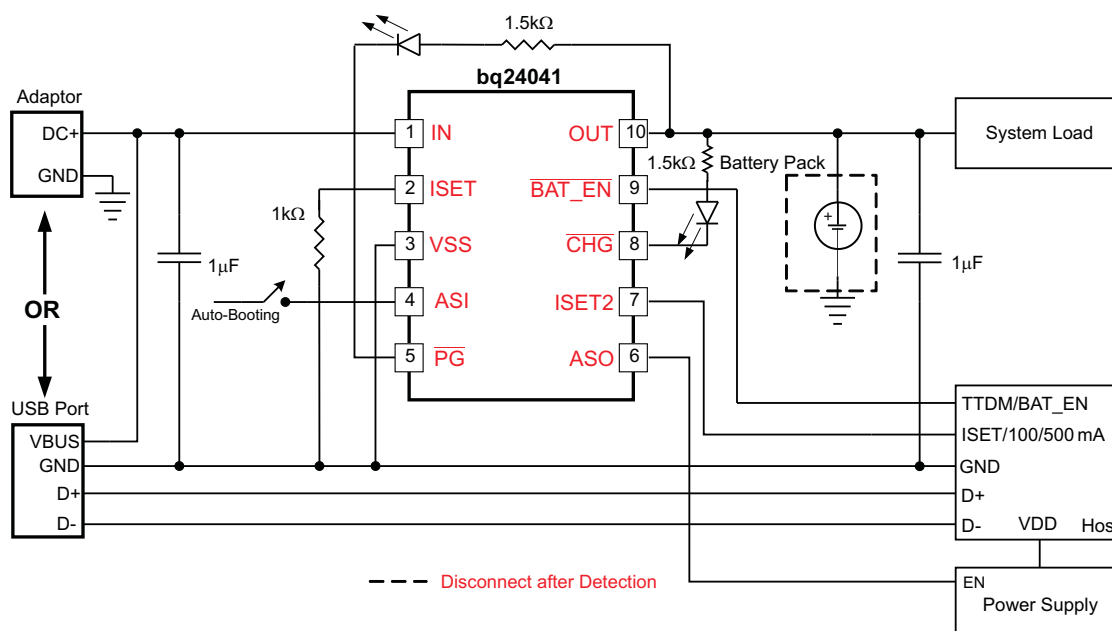 1.5kΩ
bq24041
Adaptor
DC+
GND
1 IN
OUT 10
System Load
1.5kΩ
Battery Pack
2 ISET
BAT_EN 9
1kΩ
+
3 VSS
CHG 8
1μF
1μF
OR
Auto-Booting
4 ASI
ISET2 7
5 PG
ASO 6
USB Port
VBUS
GND
D+
D-
TTDM/BAT_EN
ISET/100/500 mA
GND
D+
D-
VDD
Hos
Disconnect after Detection
EN
Power Supply